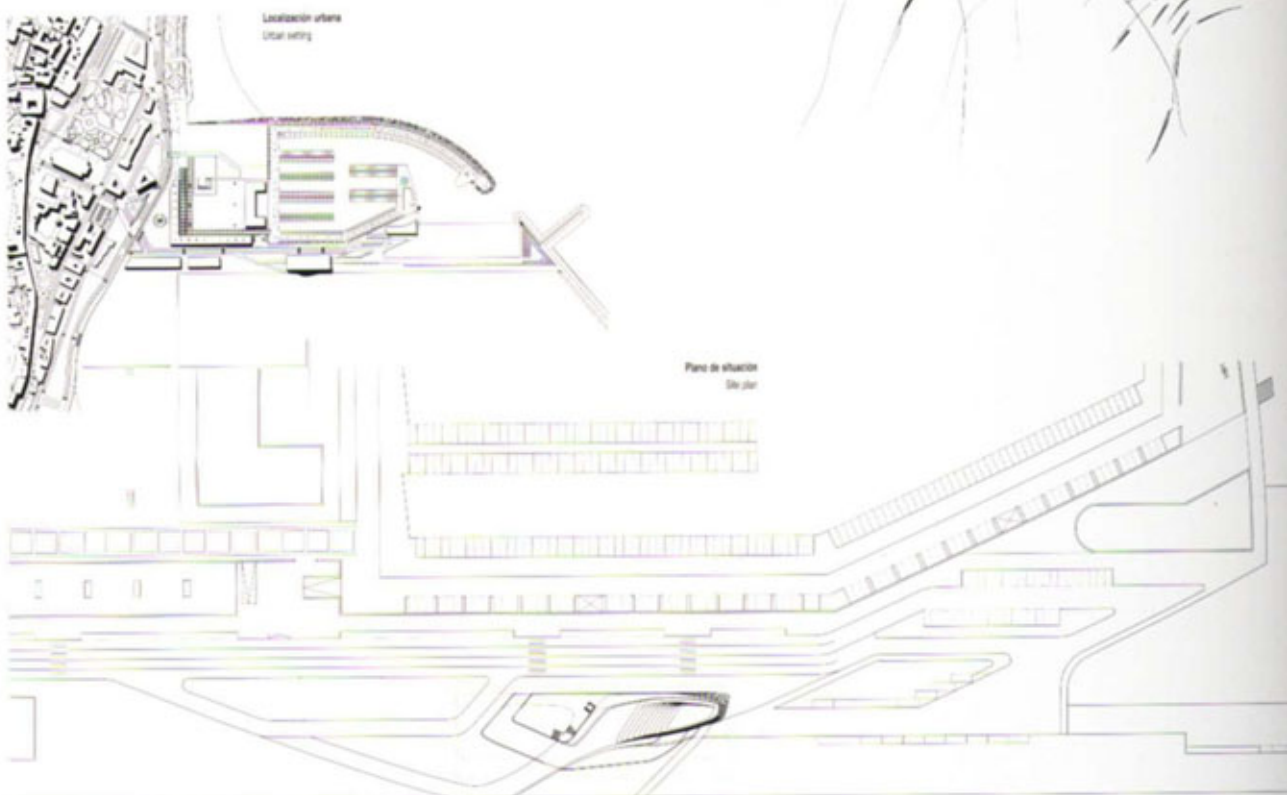 Localización urbana
Urban setting
Plano de situación
Site plan